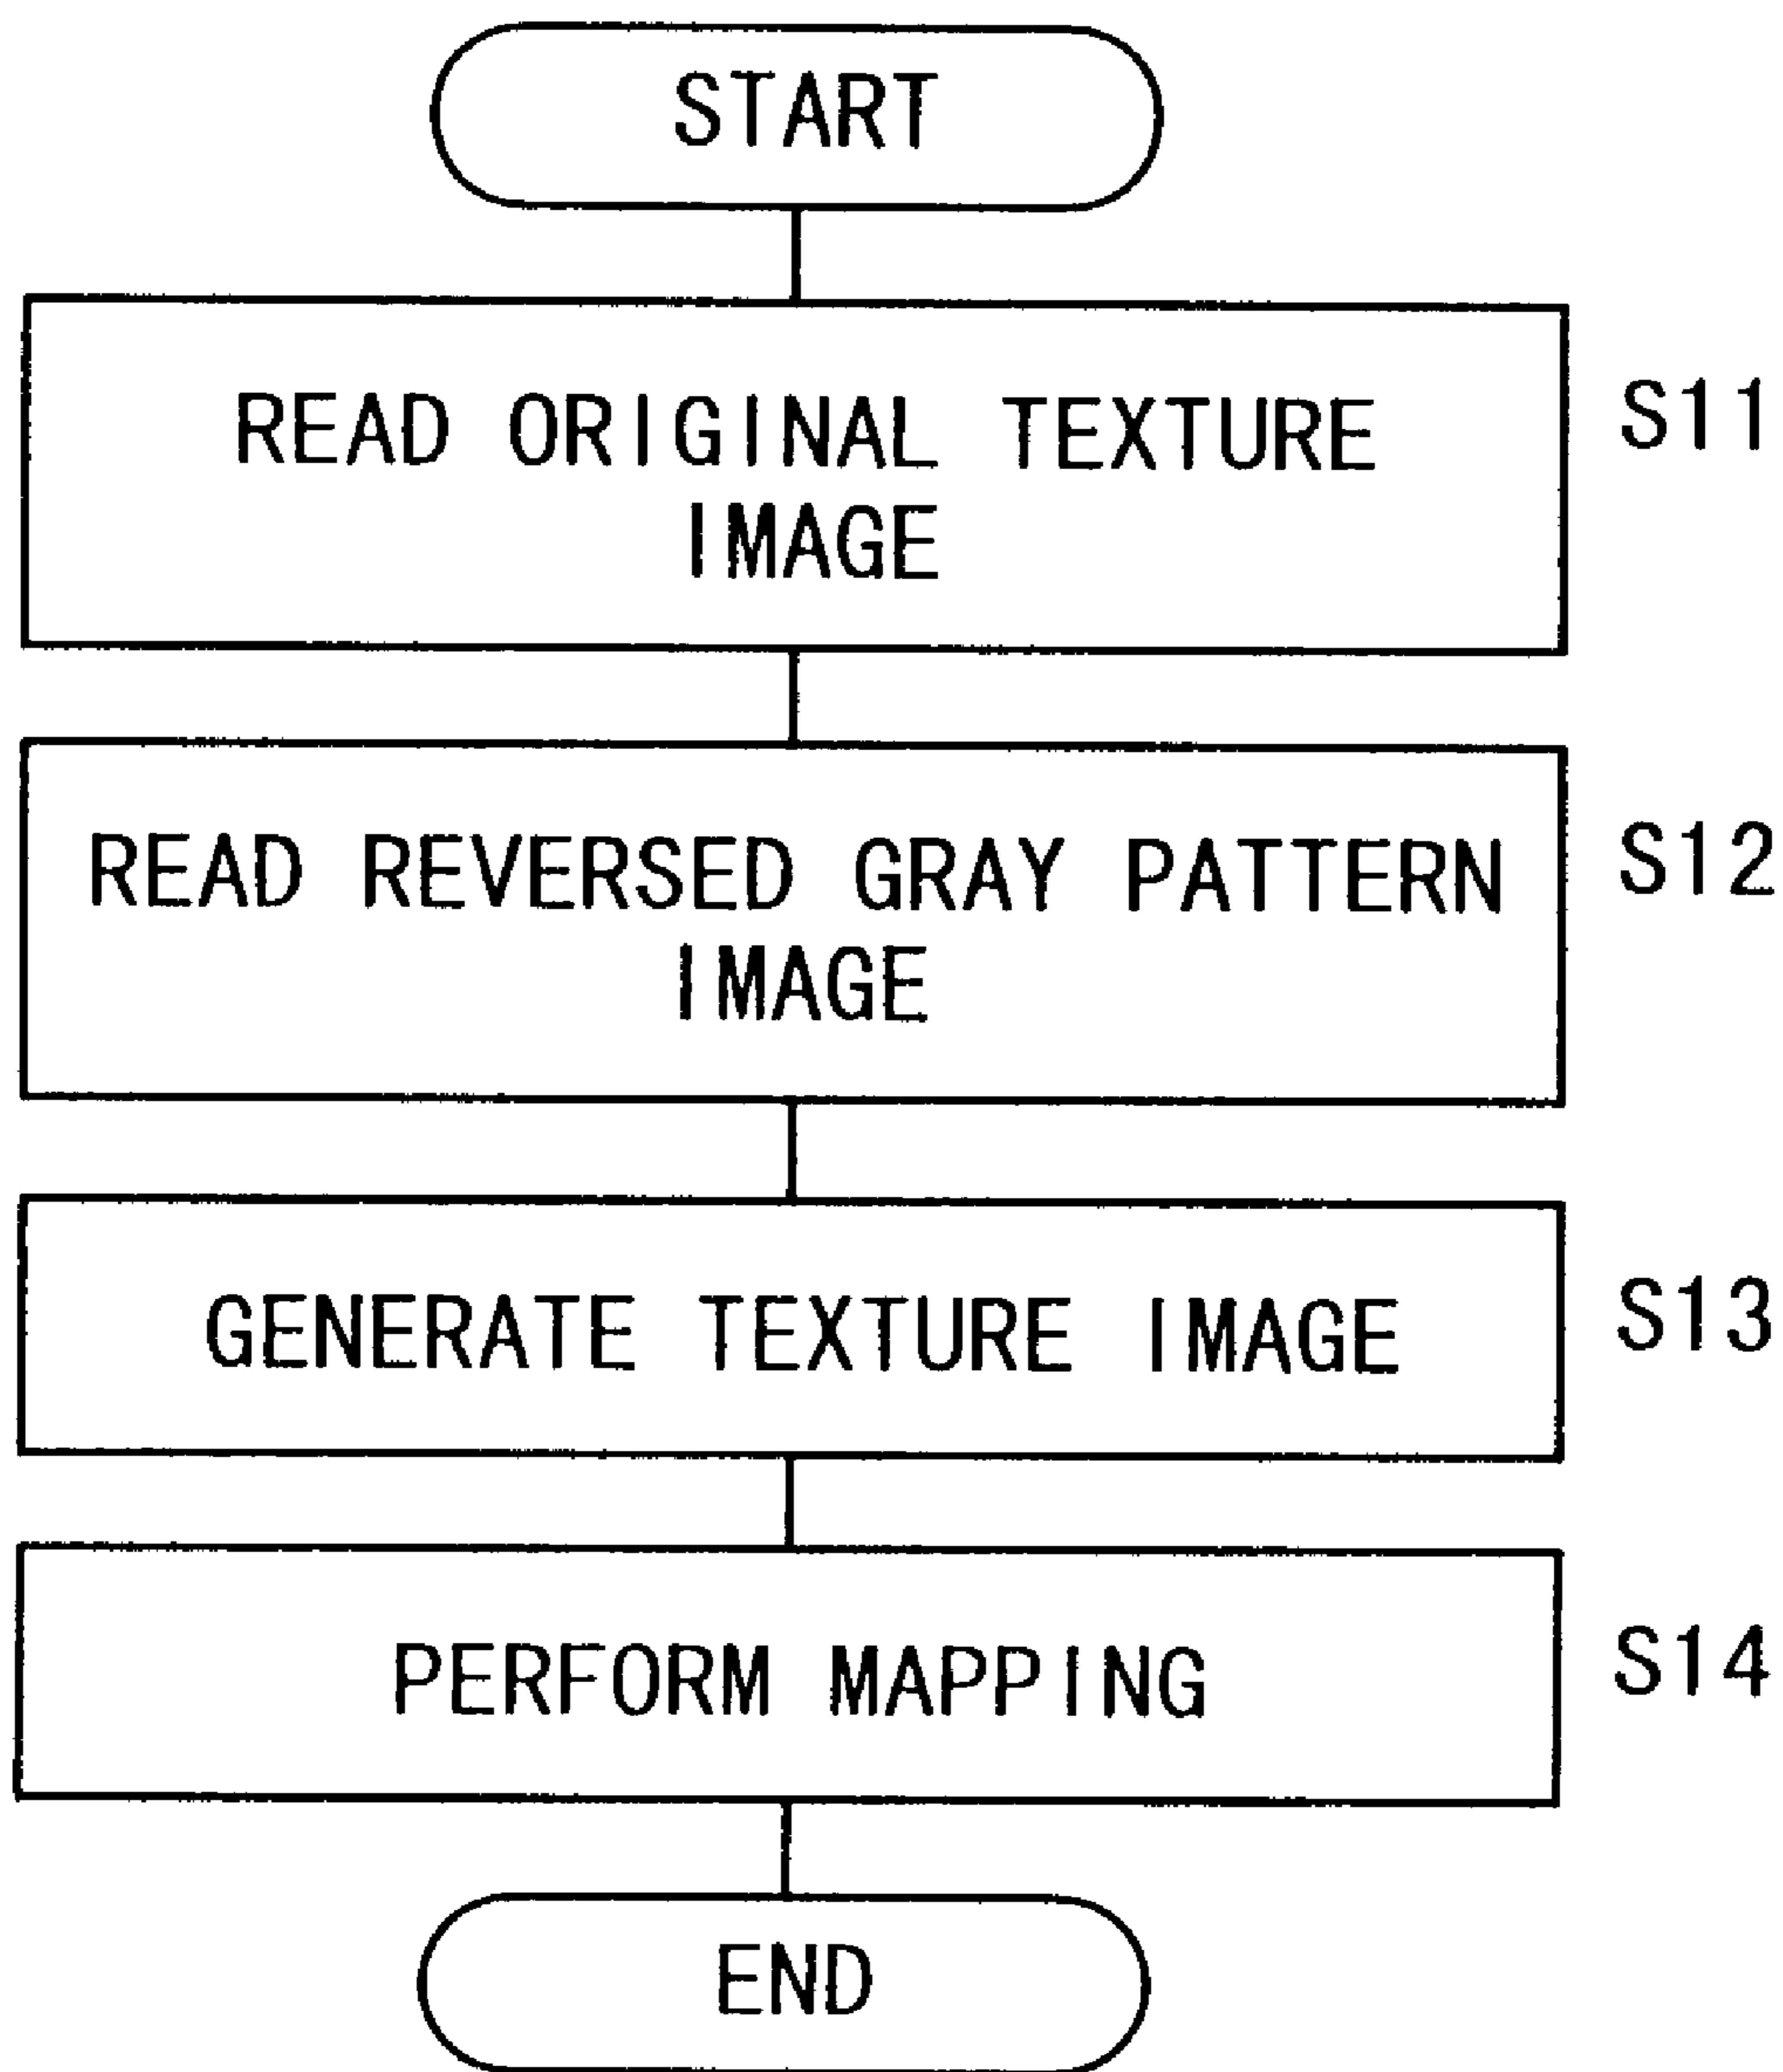 START
READ ORIGINAL TEXTURE
IMAGE
S11
READ REVERSED GRAY PATTERN
IMAGE
S12
GENERATE TEXTURE IMAGE
S13
PERFORM MAPPING
S14
END